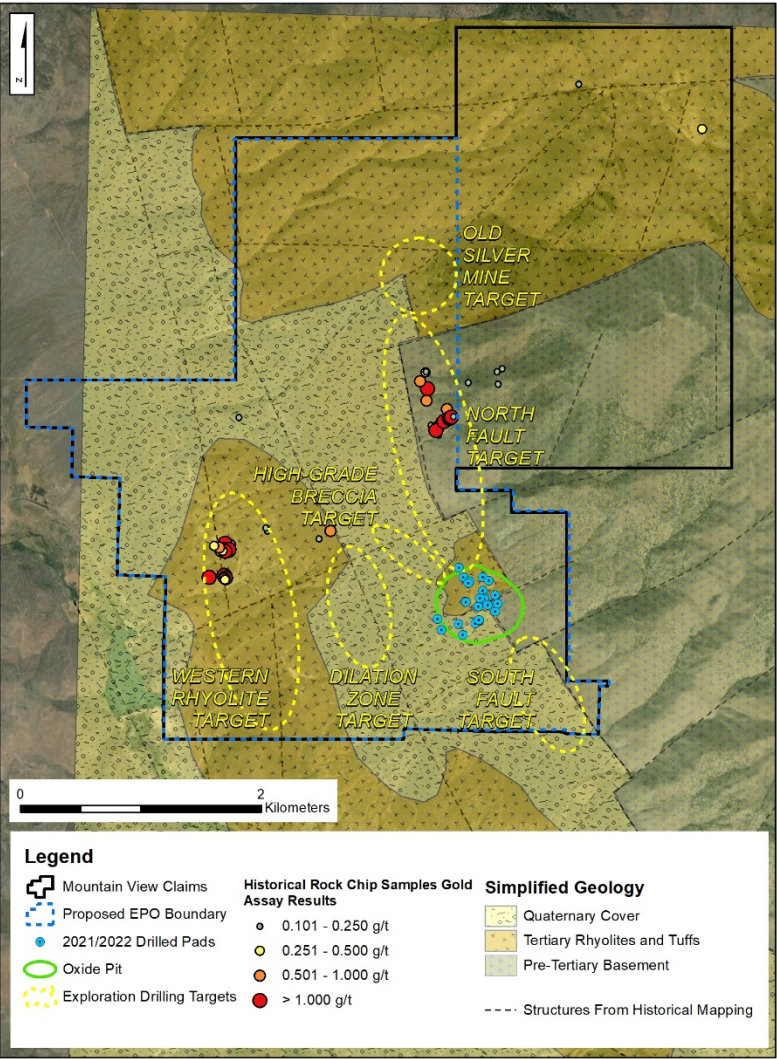 N
OLD
SILVER
MINE
TARGET
NORTH
FAULT
TARGET
HIGH-GRADE
BRECCIA
TARGET
WESTERN
RHYOLITE
TARGET
DILATION
ZONE
TARGET
SOUTH
FAULT
TARGET
0 2
Kilometers
Legend
Mountain View Claims
Proposed EPO Boundary
2021/2022 Drilled Pads
Oxide Pit
Exploration Drilling Targets
Historical Rock Chip Samples Gold
Assay Results
0.101 - 0.250 g/t
0.251 - 0.500 g/t
0.501 - 1.000 g/t
> 1.000 g/t
Simplified Geology
Quaternary Cover
Tertiary Rhyolites and Tuffs
Pre-Tertiary Basement
Structures From Historical Mapping